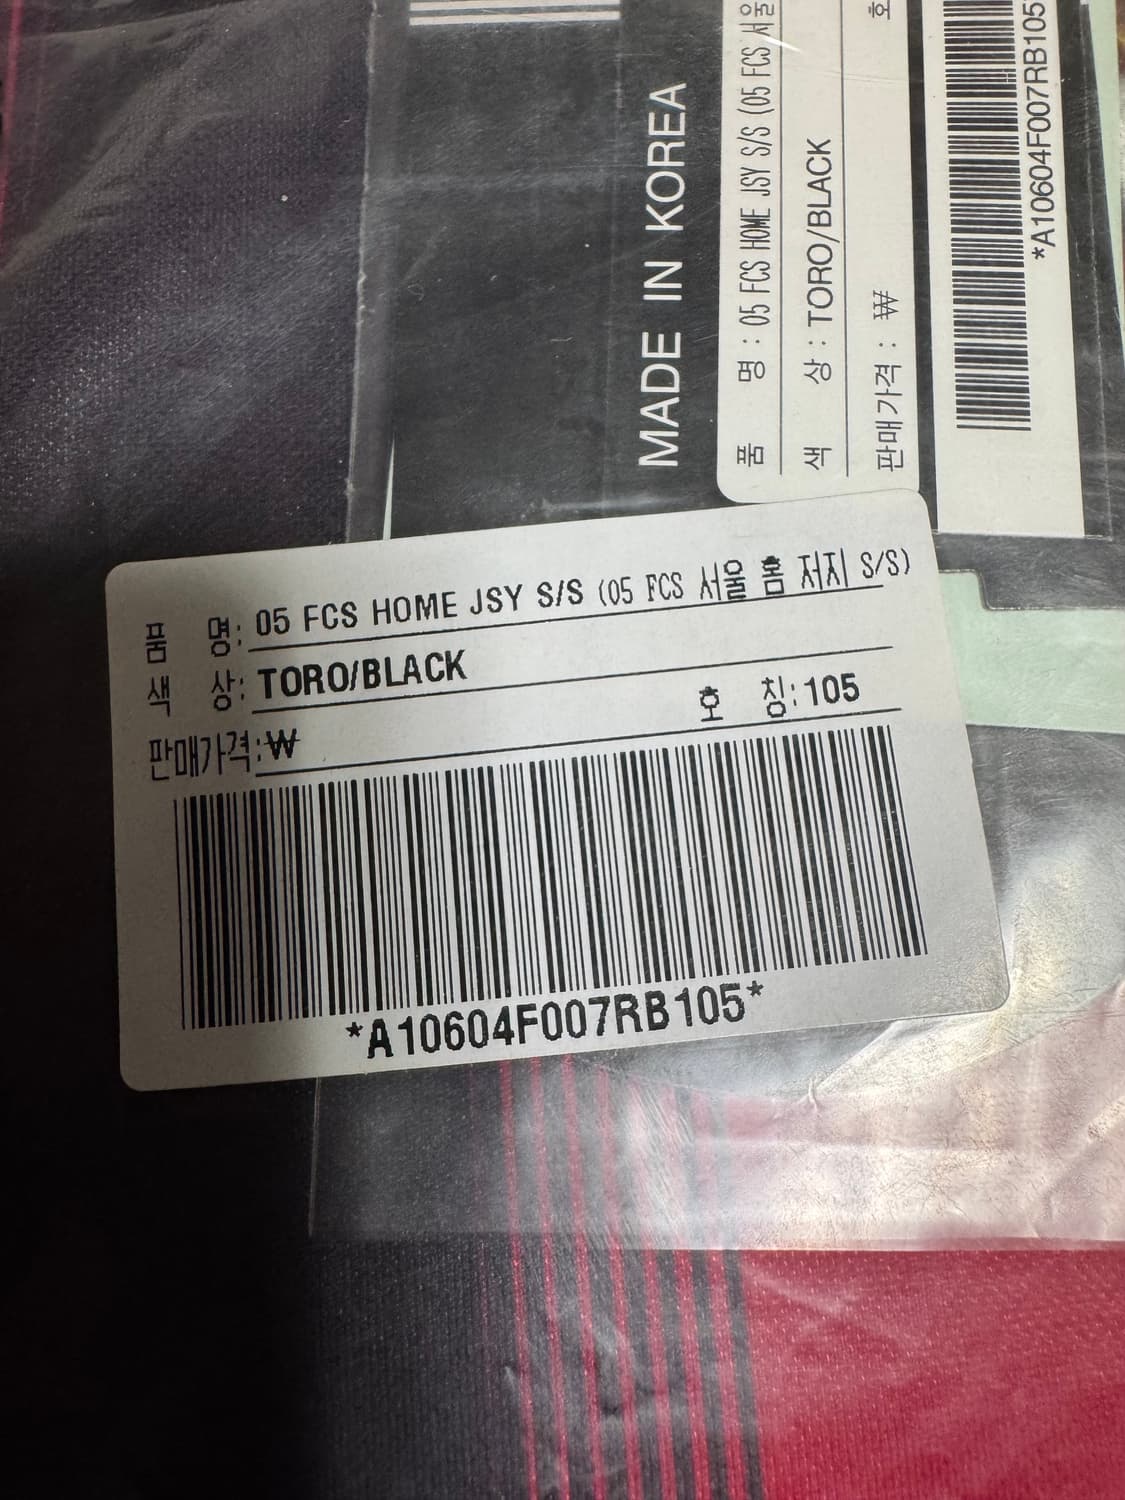 MADE IN KOREA
품 명 : 05 FCS HOME JSY S/S (05 FCS 서울
색 상 : TORO/BLACK
판매가격 : ₩ 호
*A10604F007RB105
품 명: 05 FCS HOME JSY S/S (05 FCS 서울 홈 저지 S/S)
색 상: TORO/BLACK
판매가격:₩ 호 칭:105
*A10604F007RB105*